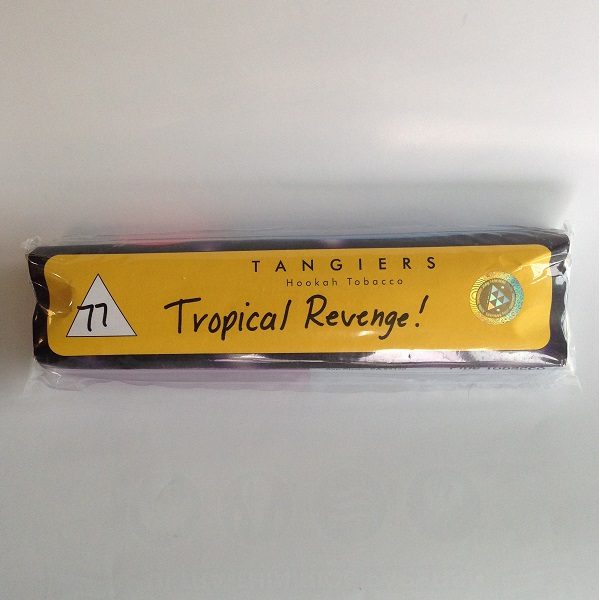 TANGIERS
Hookah Tobacco
77
Tropical Revenge!